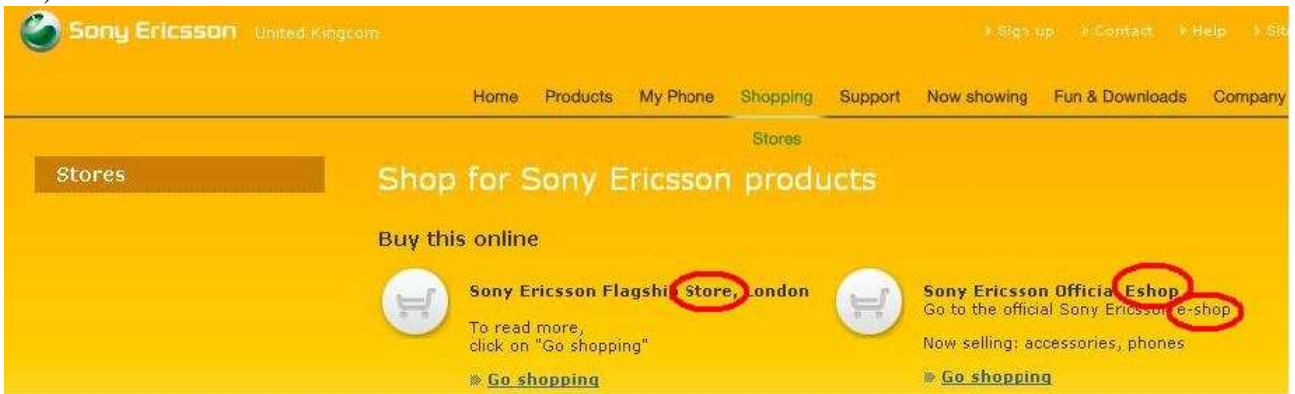 Sony Ericsson United Kingdom
Sign up Contact Help Sit
Home Products My Phone Shopping Support Now showing Fun & Downloads Company
Stores
Stores
Shop for Sony Ericsson products
Buy this online
Sony Ericsson Flagship Store, London
To read more,
click on "Go shopping"
Go shopping
Sony Ericsson Official Eshop
Go to the official Sony Ericsson e-shop
Now selling: accessories, phones
Go shopping